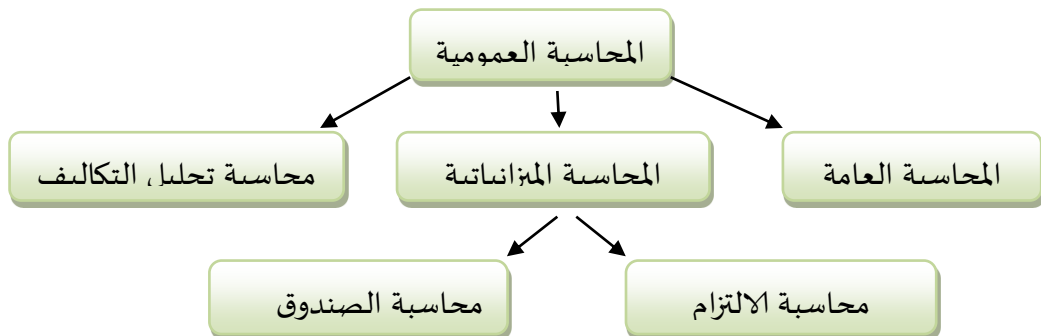 المحاسبة العمومية
المحاسبة العامة
المحاسبة الميزانياتية
محاسبة تحليل التكاليف
محاسبة الالتزام
محاسبة الصندوق